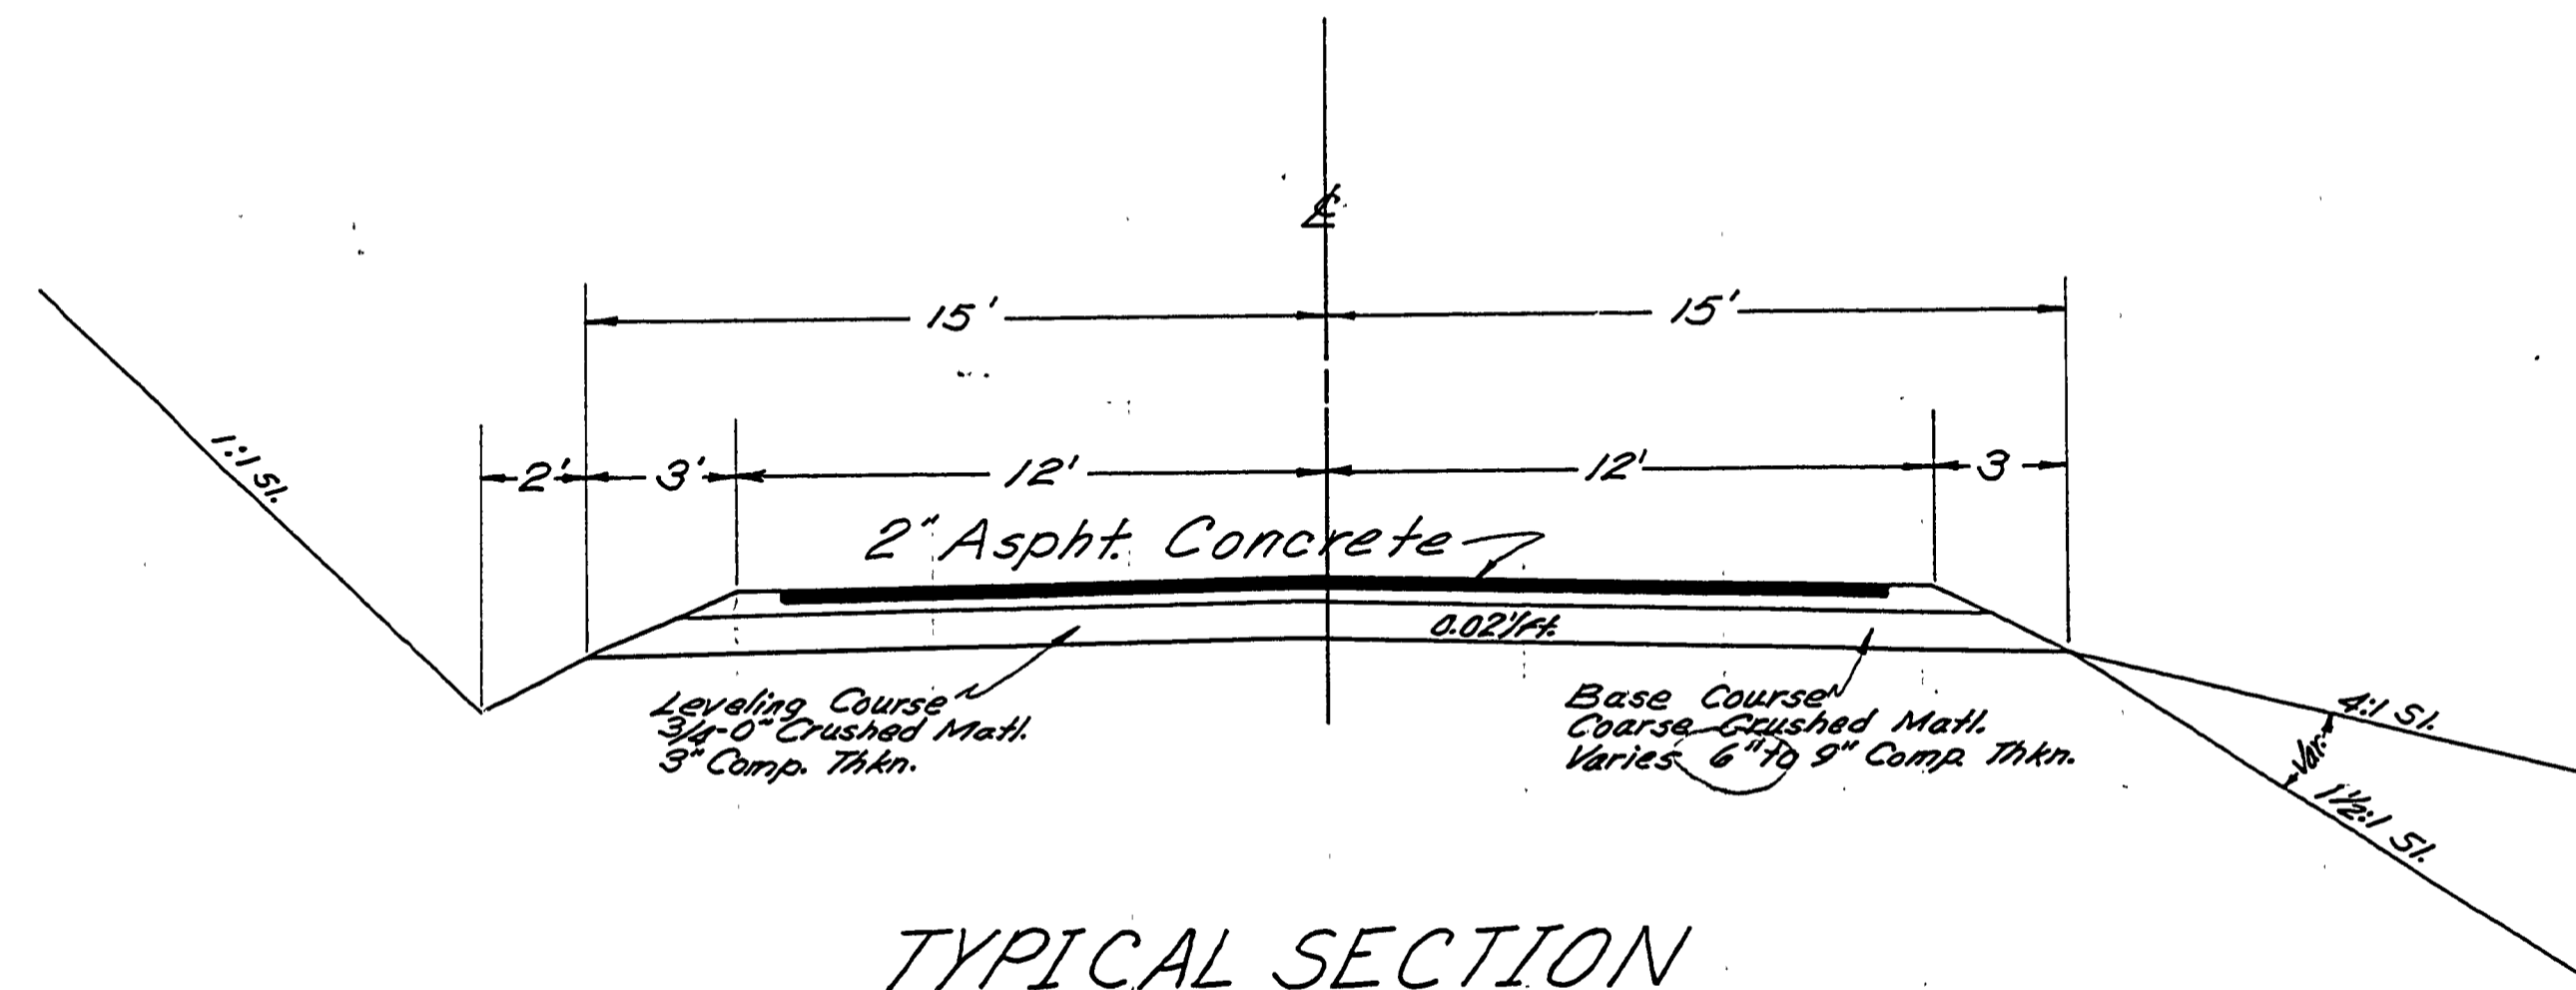 ℄
15' 15'
1:1 Sl.
2' 3' 12' 12' 3
2" Aspht. Concrete
0.02'/ft.
Leveling Course
3/4-0" Crushed Matl.
3" Comp. Thkn.
Base Course
Coarse Crushed Matl.
Varies 6" to 9" Comp. Thkn.
4:1 Sl.
Var.
1½:1 Sl.
TYPICAL SECTION